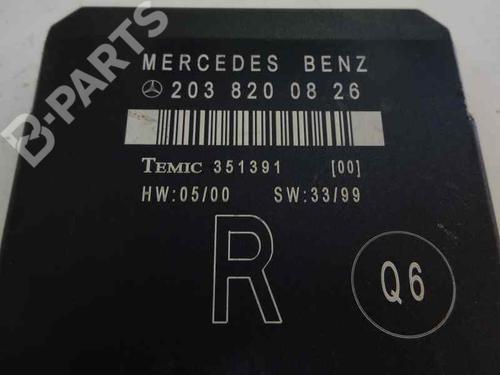 B-PARTS
MERCEDES BENZ
203 820 08 26
TEMIC 351391 [00]
HW:05/00 SW:33/99
R
Q6